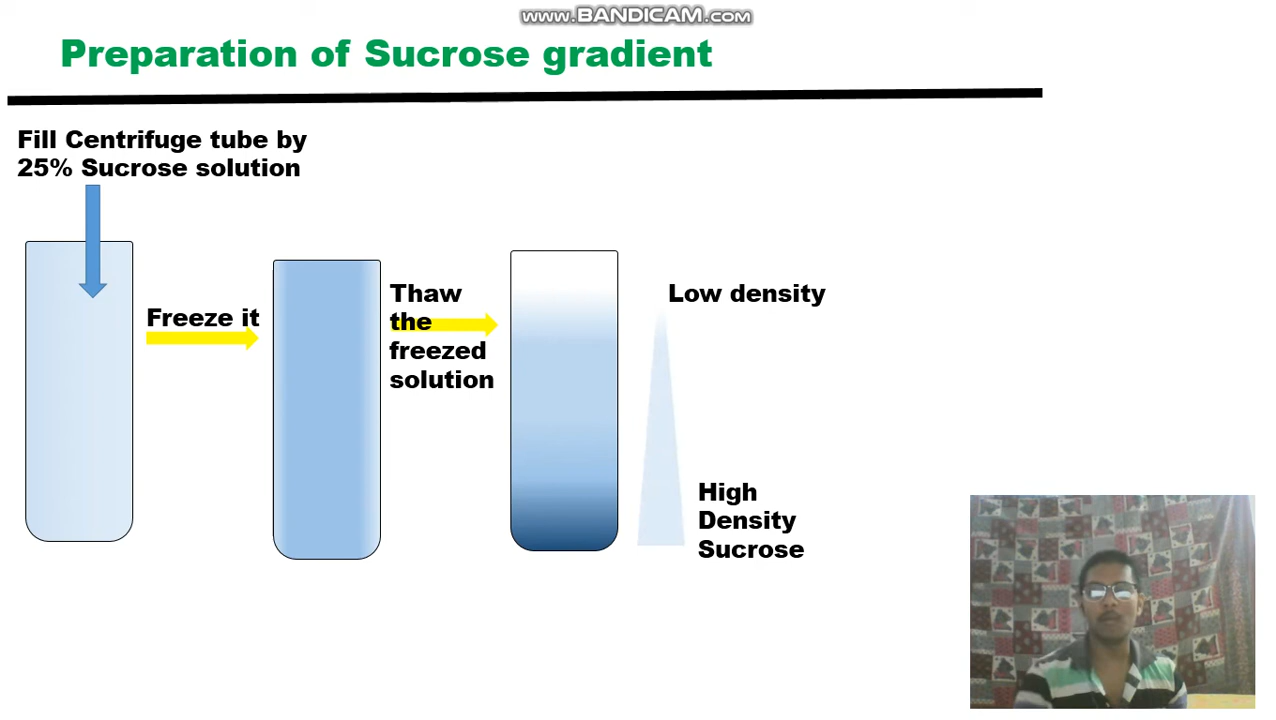 www.BANDICAM.com
Preparation of Sucrose gradient
Fill Centrifuge tube by
25% Sucrose solution
Freeze it
Thaw
the
freezed
solution
Low density
High
Density
Sucrose